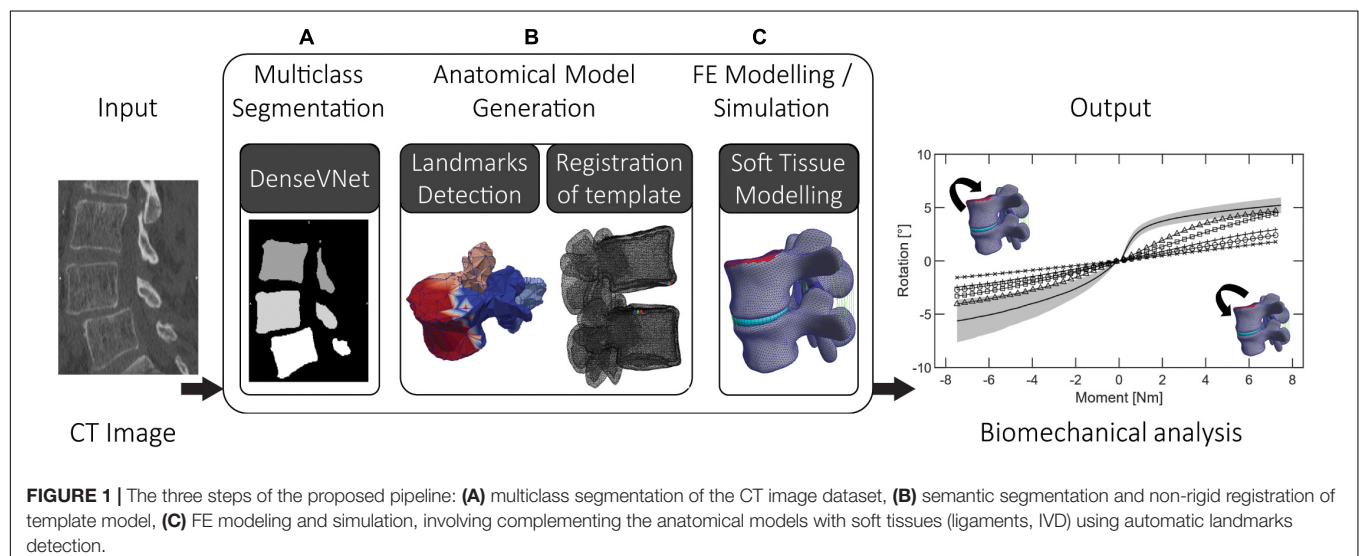 A
B
C
Input
Multiclass
Segmentation
Anatomical Model
Generation
FE Modelling /
Simulation
Output
DenseVNet
Landmarks
Detection
Registration
of template
Soft Tissue
Modelling
CT Image
10
5
0
-5
-10
Rotation [°]
-8 -6 -4 -2 0 2 4 6 8
Moment [Nm]
Biomechanical analysis
FIGURE 1 | The three steps of the proposed pipeline: (A) multiclass segmentation of the CT image dataset, (B) semantic segmentation and non-rigid registration of
template model, (C) FE modeling and simulation, involving complementing the anatomical models with soft tissues (ligaments, IVD) using automatic landmarks
detection.